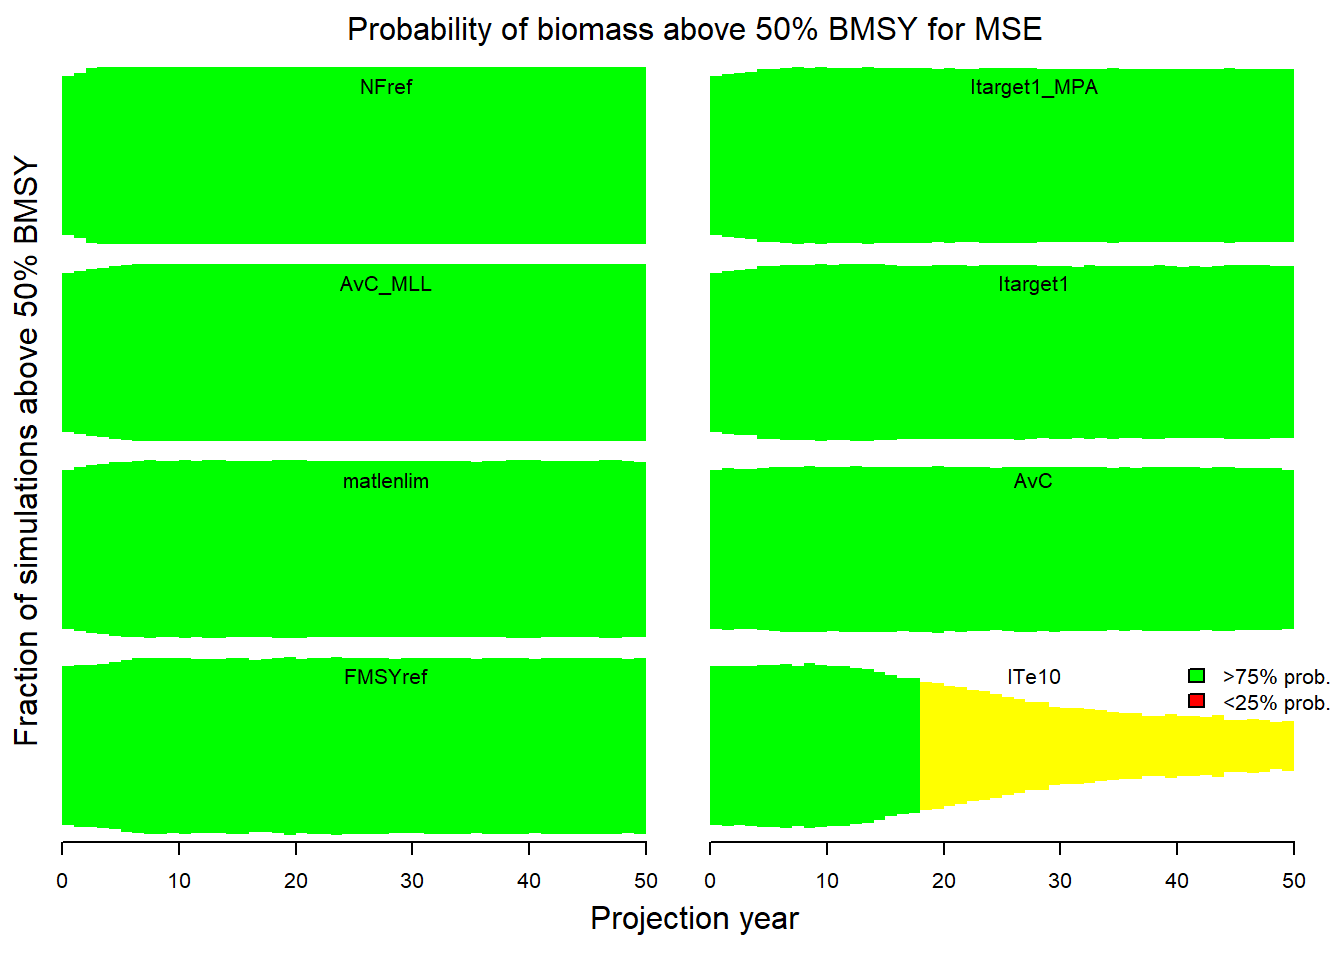 Probability of biomass above 50% BMSY for MSE
Fraction of simulations above 50% BMSY
NFref
AvC_MLL
matlenlim
FMSYref
0 10 20 30 40 50
Itarget1_MPA
Itarget1
AvC
ITe10
>75% prob.
<25% prob.
0 10 20 30 40 50
Projection year